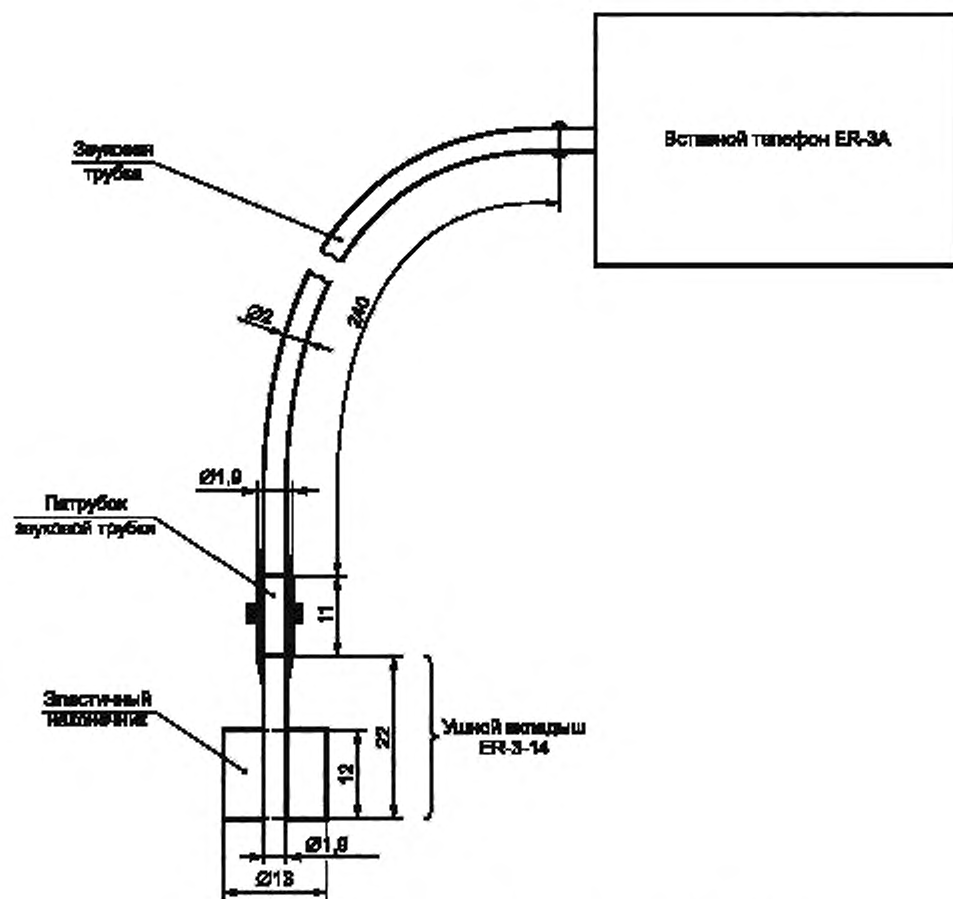 Вставной телефон ER-3A
Звуковая
трубка
Ø2
240
Ø1,9
Патрубок
звуковой трубки
11
Эластичный
наконечник
22
12
Ушной вкладыш
ER-3-14
Ø1,9
Ø13